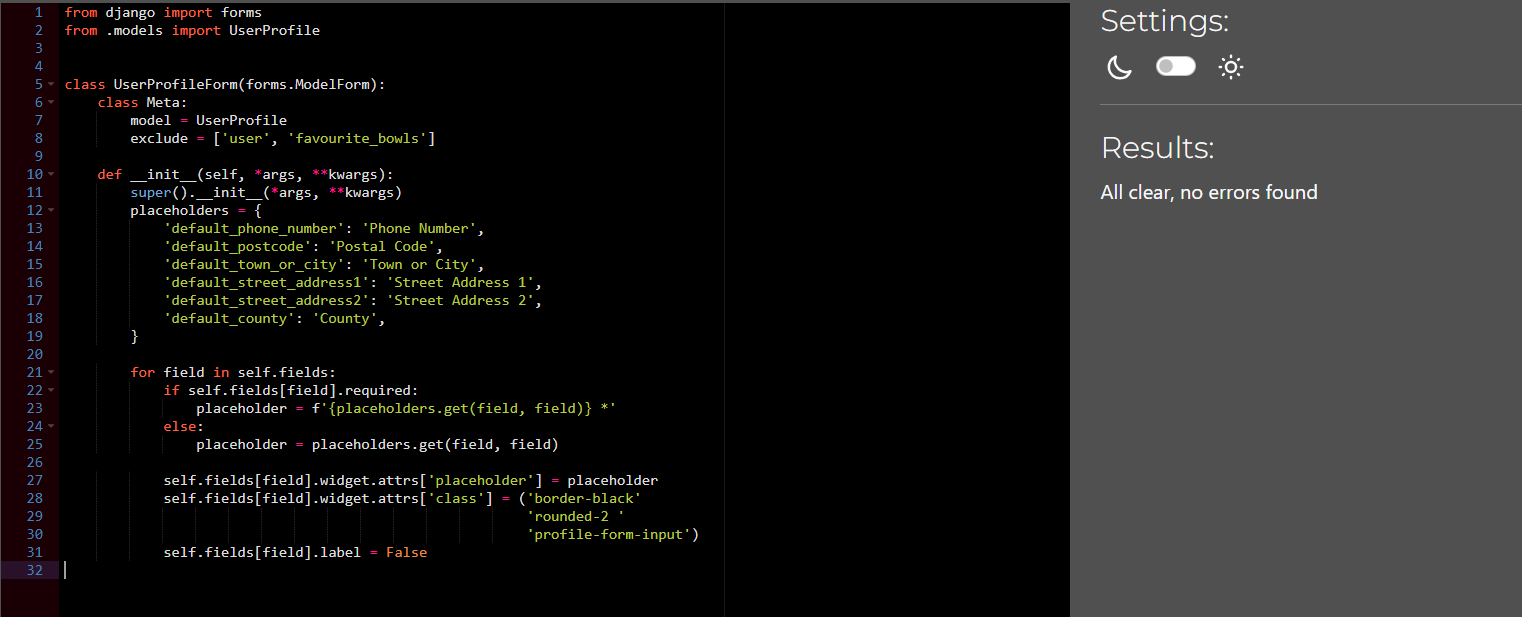 1 from django import forms
2 from .models import UserProfile
3
4
5 class UserProfileForm(forms.ModelForm):
6     class Meta:
7         model = UserProfile
8         exclude = ['user', 'favourite_bowls']
9
10     def __init__(self, *args, **kwargs):
11         super().__init__(*args, **kwargs)
12         placeholders = {
13             'default_phone_number': 'Phone Number',
14             'default_postcode': 'Postal Code',
15             'default_town_or_city': 'Town or City',
16             'default_street_address1': 'Street Address 1',
17             'default_street_address2': 'Street Address 2',
18             'default_county': 'County',
19         }
20
21         for field in self.fields:
22             if self.fields[field].required:
23                 placeholder = f'{placeholders.get(field, field)} *'
24             else:
25                 placeholder = placeholders.get(field, field)
26
27             self.fields[field].widget.attrs['placeholder'] = placeholder
28             self.fields[field].widget.attrs['class'] = ('border-black'
29                                                         'rounded-2 '
30                                                         'profile-form-input')
31             self.fields[field].label = False
32
Settings:
Results:
All clear, no errors found